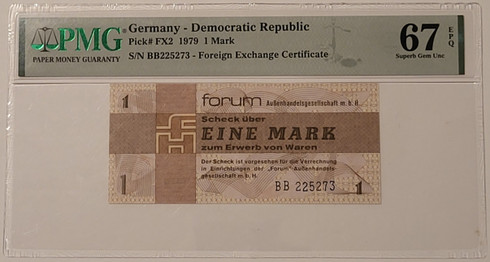 PMG
PAPER MONEY GUARANTY
Germany - Democratic Republic
Pick# FX2 1979 1 Mark
S/N BB225273 - Foreign Exchange Certificate
67 EPQ
Superb Gem Unc
1
forum Außenhandelsgesellschaft m. b. H.
Scheck über
EINE MARK
zum Erwerb von Waren
Der Scheck ist vorgesehen für die Verrechnung
in Einrichtungen der "Forum"-Außenhandels-
gesellschaft m. b. H.
1
BB 225273
1